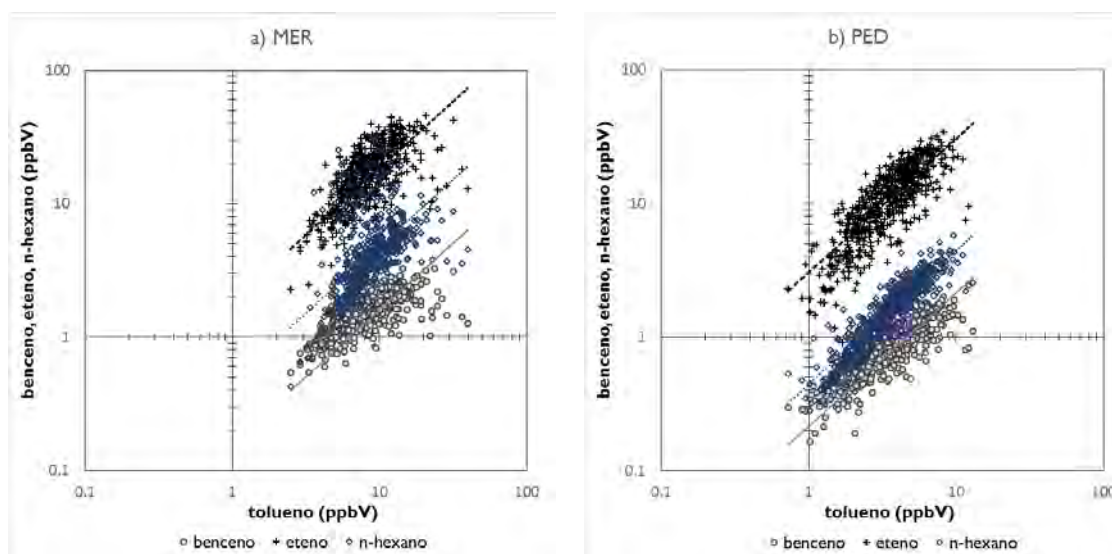 a) MER
100
10
1
0.1
0.1 1 10 100
benceno, eteno, n-hexano (ppbV)
tolueno (ppbV)
benceno eteno n-hexano
b) PED
100
10
1
0.1
0.1 1 10 100
benceno, eteno, n-hexano (ppbV)
tolueno (ppbV)
benceno eteno n-hexano